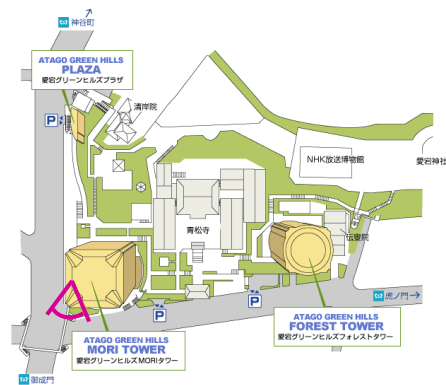 神谷町
ATAGO GREEN HILLS
PLAZA
愛宕グリーンヒルズプラザ
清岸院
P
NHK放送博物館
愛宕神社
青松寺
伝叟院
P
P
虎ノ門
ATAGO GREEN HILLS
FOREST TOWER
愛宕グリーンヒルズフォレストタワー
ATAGO GREEN HILLS
MORI TOWER
愛宕グリーンヒルズMORIタワー
御成門